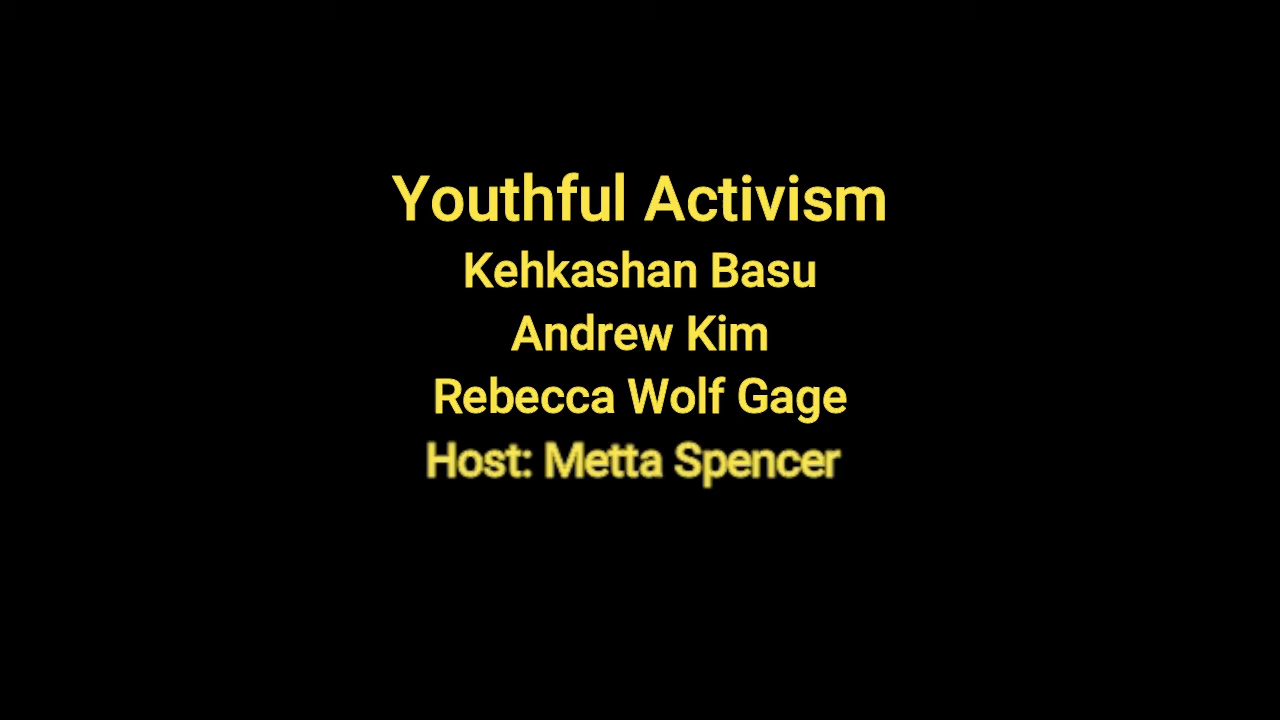 Youthful Activism
Kehkashan Basu
Andrew Kim
Rebecca Wolf Gage
Host: Metta Spencer